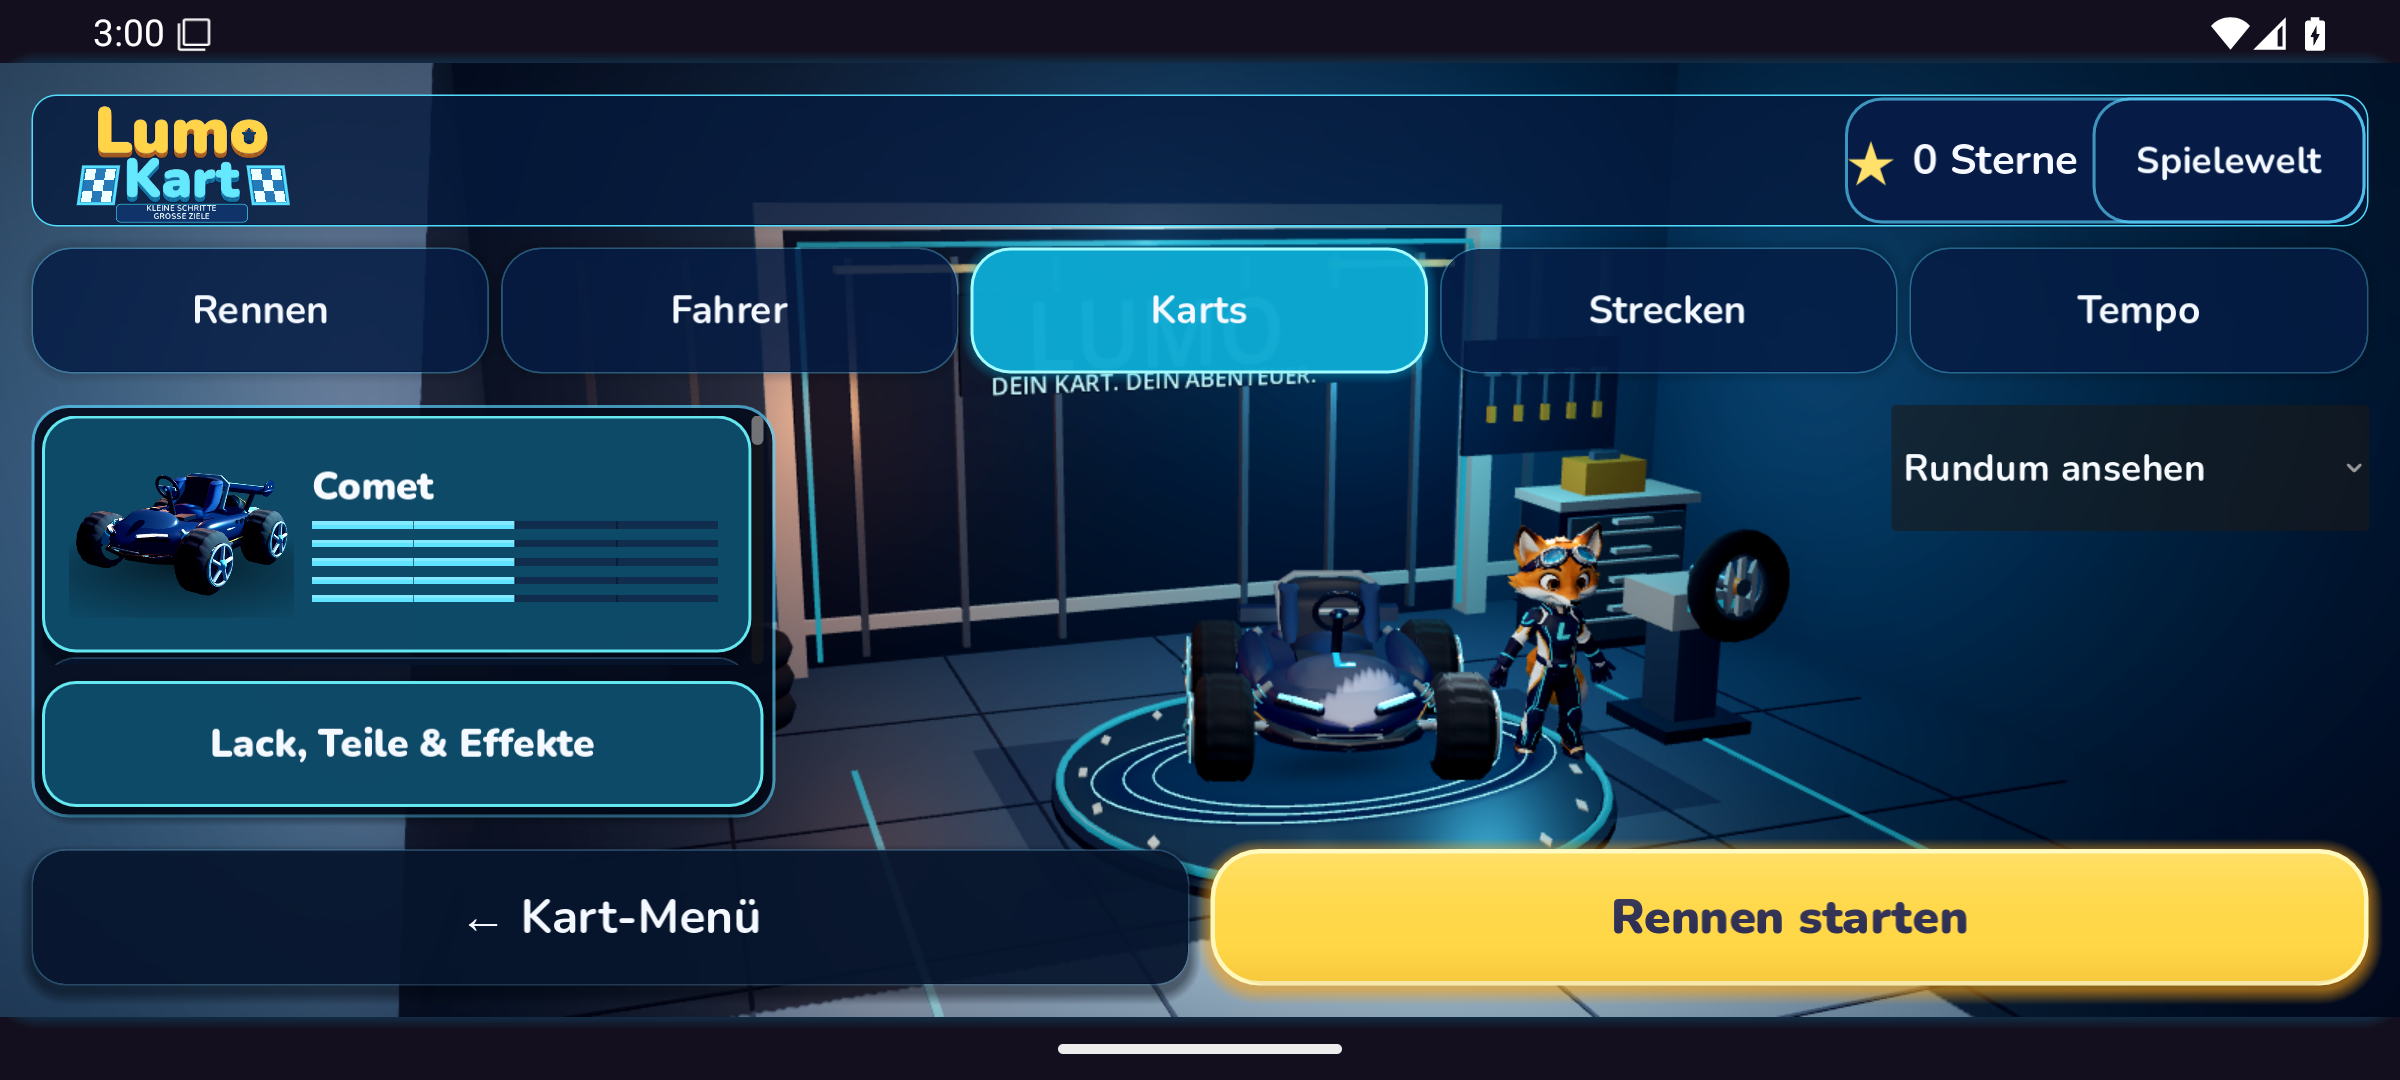 3:00
Lumo
Kart
KLEINE SCHRITTE
GROSSE ZIELE
0 Sterne
Spielewelt
Rennen
Fahrer
Karts
Strecken
Tempo
LUMO
DEIN KART. DEIN ABENTEUER.
Comet
Rundum ansehen
L
L
Lack, Teile & Effekte
← Kart-Menü
Rennen starten